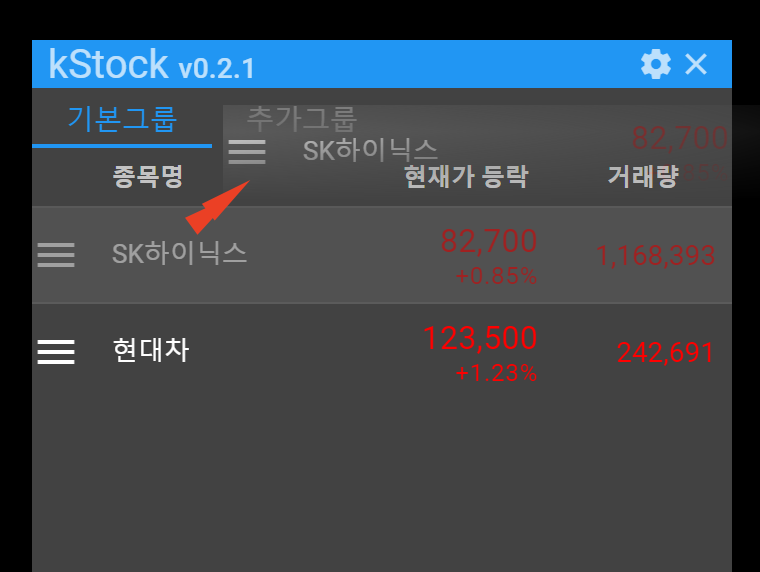 kStock v0.2.1
기본그룹 추가그룹
SK하이닉스 82,700
종목명 현재가 등락 거래량
SK하이닉스 82,700 1,168,393
+0.85%
현대차 123,500 242,691
+1.23%